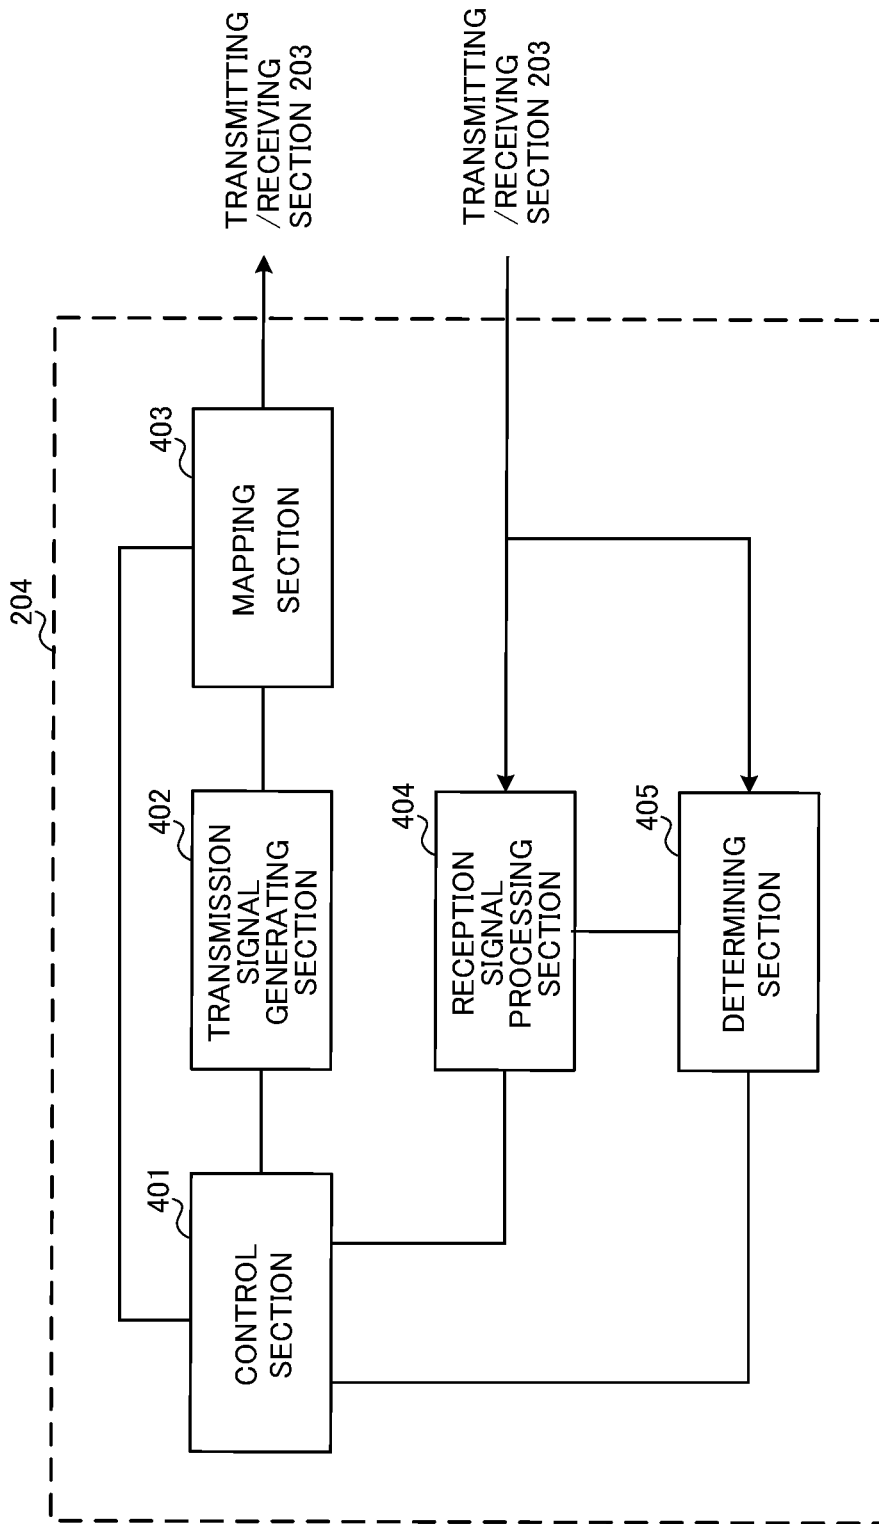 204
401
CONTROL
SECTION
402
TRANSMISSION
SIGNAL
GENERATING
SECTION
403
MAPPING
SECTION
TRANSMITTING
/RECEIVING
SECTION 203
404
RECEPTION
SIGNAL
PROCESSING
SECTION
TRANSMITTING
/RECEIVING
SECTION 203
405
DETERMINING
SECTION